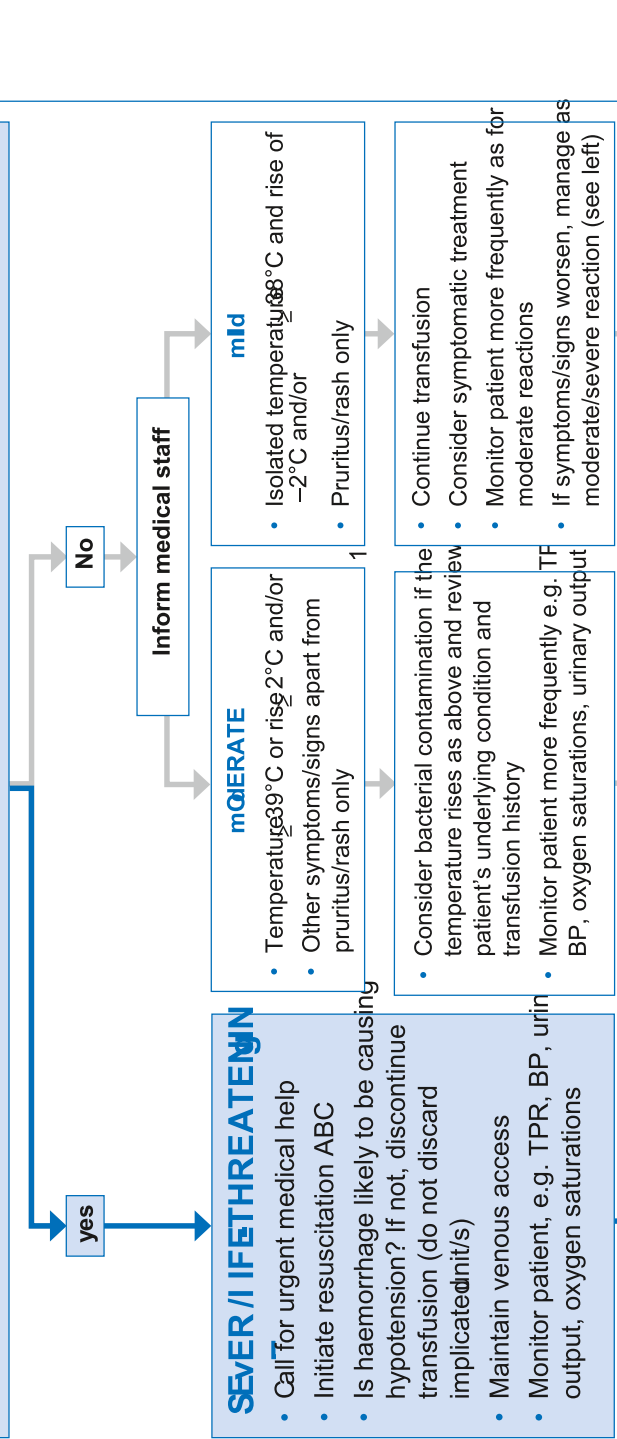 yes
No
Inform medical staff
SEvERE/LIFE-THREATENINg
• Call for urgent medical help
• Initiate resuscitation ABC
• Is haemorrhage likely to be causing
hypotension? If not, discontinue
transfusion (do not discard
implicated unit/s)
• Maintain venous access
• Monitor patient, e.g. TPR, BP, urin
output, oxygen saturations
mOdERATE
• Temperature ≥39°C or rise ≥2°C and/or
• Other symptoms/signs apart from
pruritus/rash only
• Consider bacterial contamination if the
temperature rises as above and review
patient's underlying condition and
transfusion history
• Monitor patient more frequently e.g. TP
BP, oxygen saturations, urinary output
mIld
• Isolated temperature ≥38°C and rise of
1–2°C and/or
• Pruritus/rash only
• Continue transfusion
• Consider symptomatic treatment
• Monitor patient more frequently as for
moderate reactions
• If symptoms/signs worsen, manage as
moderate/severe reaction (see left)